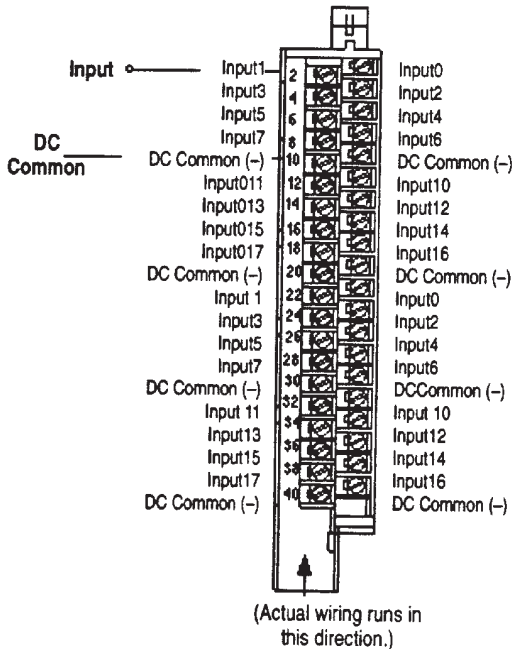 Input
DC
Common
Input1 2 Input0
Input3 4 Input2
Input5 6 Input4
Input7 8 Input6
DC Common (–) 10 DC Common (–)
Input011 12 Input10
Input013 14 Input12
Input015 16 Input14
Input017 18 Input16
DC Common (–) 20 DC Common (–)
Input 1 22 Input0
Input3 24 Input2
Input5 26 Input4
Input7 28 Input6
DC Common (–) 30 DCCommon (–)
Input 11 32 Input 10
Input13 34 Input12
Input15 36 Input14
Input17 38 Input16
DC Common (–) 40 DC Common (–)
(Actual wiring runs in
this direction.)